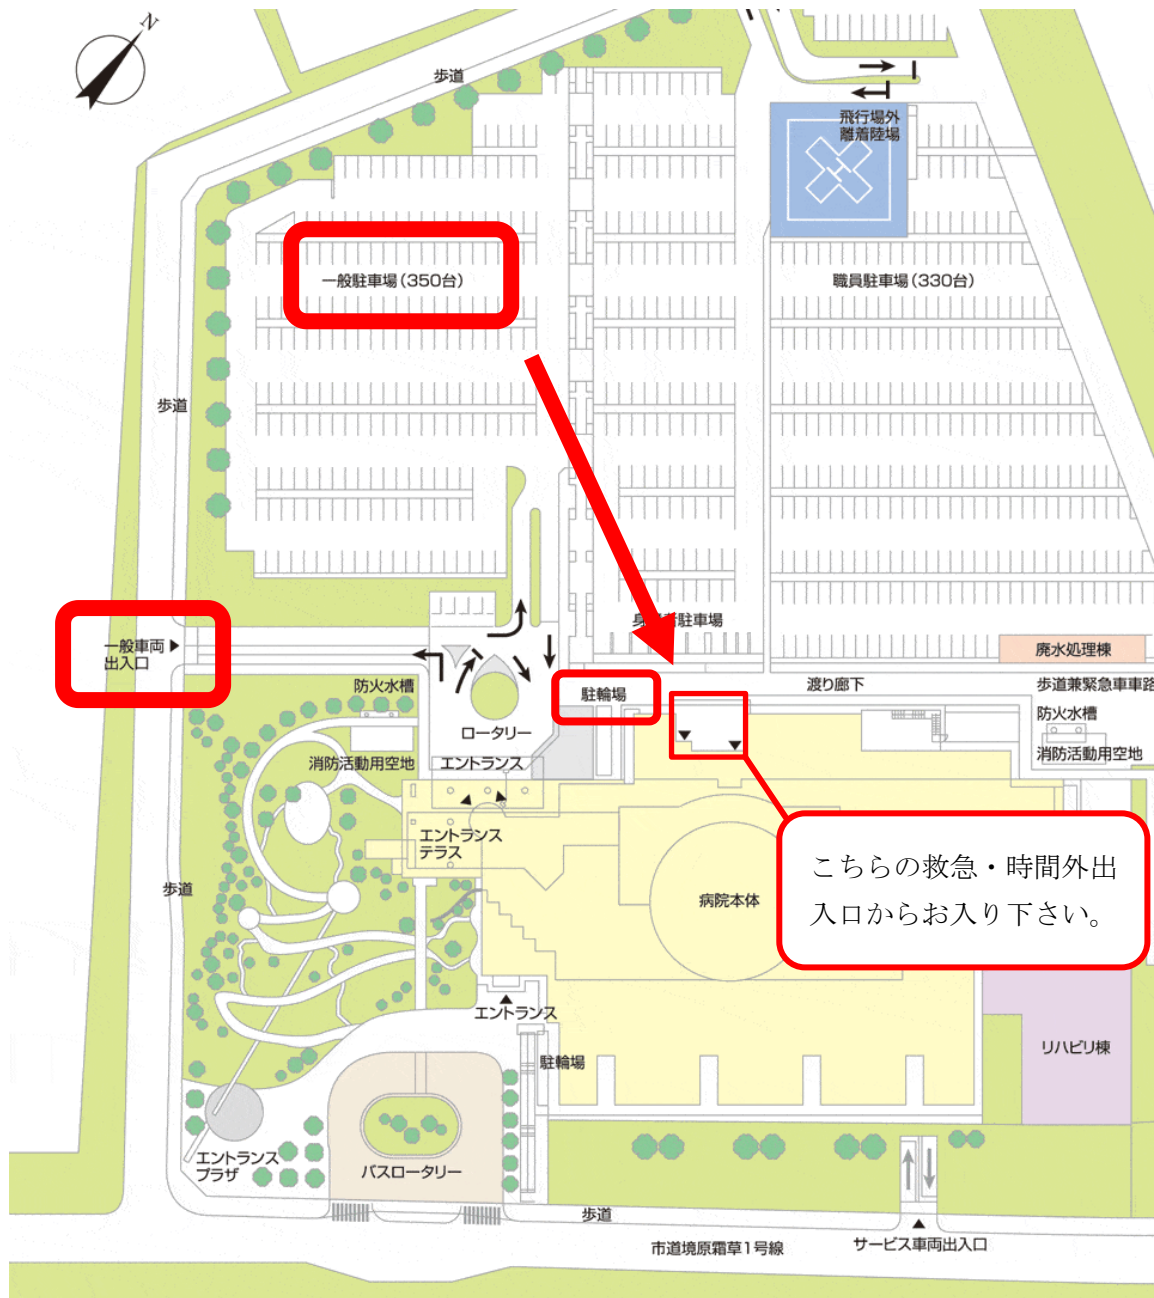 N
歩道
飛行場外
離着陸場
一般駐車場(350台)
職員駐車場(330台)
歩道
駐車場
一般車両
出入口
廃水処理棟
防火水槽
駐輪場
渡り廊下
歩道兼緊急車車路
防火水槽
ロータリー
消防活動用空地
エントランス
消防活動用空地
エントランス
テラス
こちらの救急・時間外出
入口からお入り下さい。
歩道
病院本体
エントランス
リハビリ棟
駐輪場
エントランス
プラザ
バスロータリー
歩道
市道境原霜草1号線
サービス車両出入口